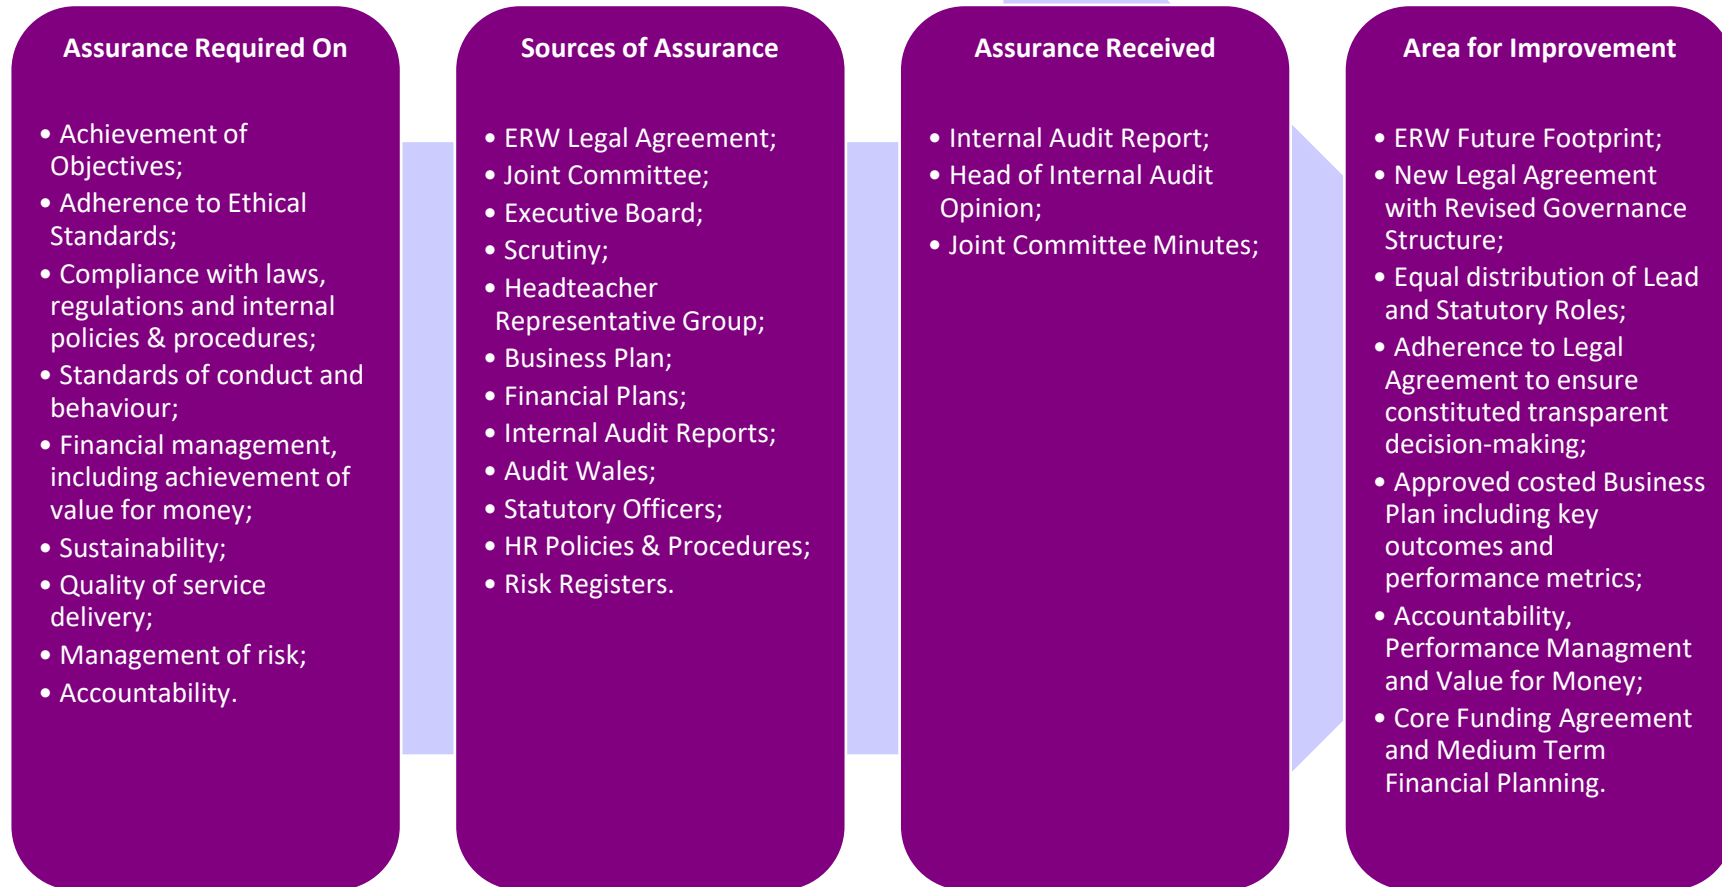 Assurance Required On
• Achievement of
Objectives;
• Adherence to Ethical
Standards;
• Compliance with laws,
regulations and internal
policies & procedures;
• Standards of conduct and
behaviour;
• Financial management,
including achievement of
value for money;
• Sustainability;
• Quality of service
delivery;
• Management of risk;
• Accountability.
Sources of Assurance
• ERW Legal Agreement;
• Joint Committee;
• Executive Board;
• Scrutiny;
• Headteacher
Representative Group;
• Business Plan;
• Financial Plans;
• Internal Audit Reports;
• Audit Wales;
• Statutory Officers;
• HR Policies & Procedures;
• Risk Registers.
Assurance Received
• Internal Audit Report;
• Head of Internal Audit
Opinion;
• Joint Committee Minutes;
Area for Improvement
• ERW Future Footprint;
• New Legal Agreement
with Revised Governance
Structure;
• Equal distribution of Lead
and Statutory Roles;
• Adherence to Legal
Agreement to ensure
constituted transparent
decision-making;
• Approved costed Business
Plan including key
outcomes and
performance metrics;
• Accountability,
Performance Managment
and Value for Money;
• Core Funding Agreement
and Medium Term
Financial Planning.